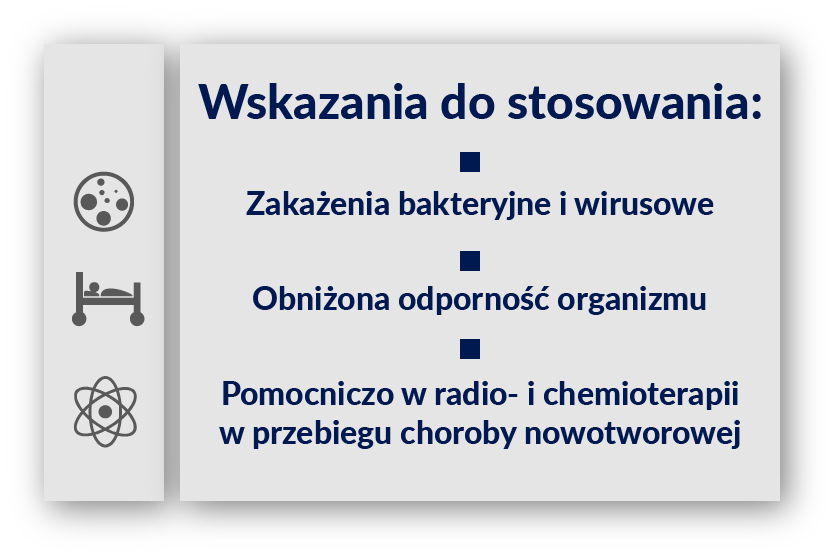 Wskazania do stosowania:
Zakażenia bakteryjne i wirusowe
Obniżona odporność organizmu
Pomocniczo w radio- i chemioterapii
w przebiegu choroby nowotworowej